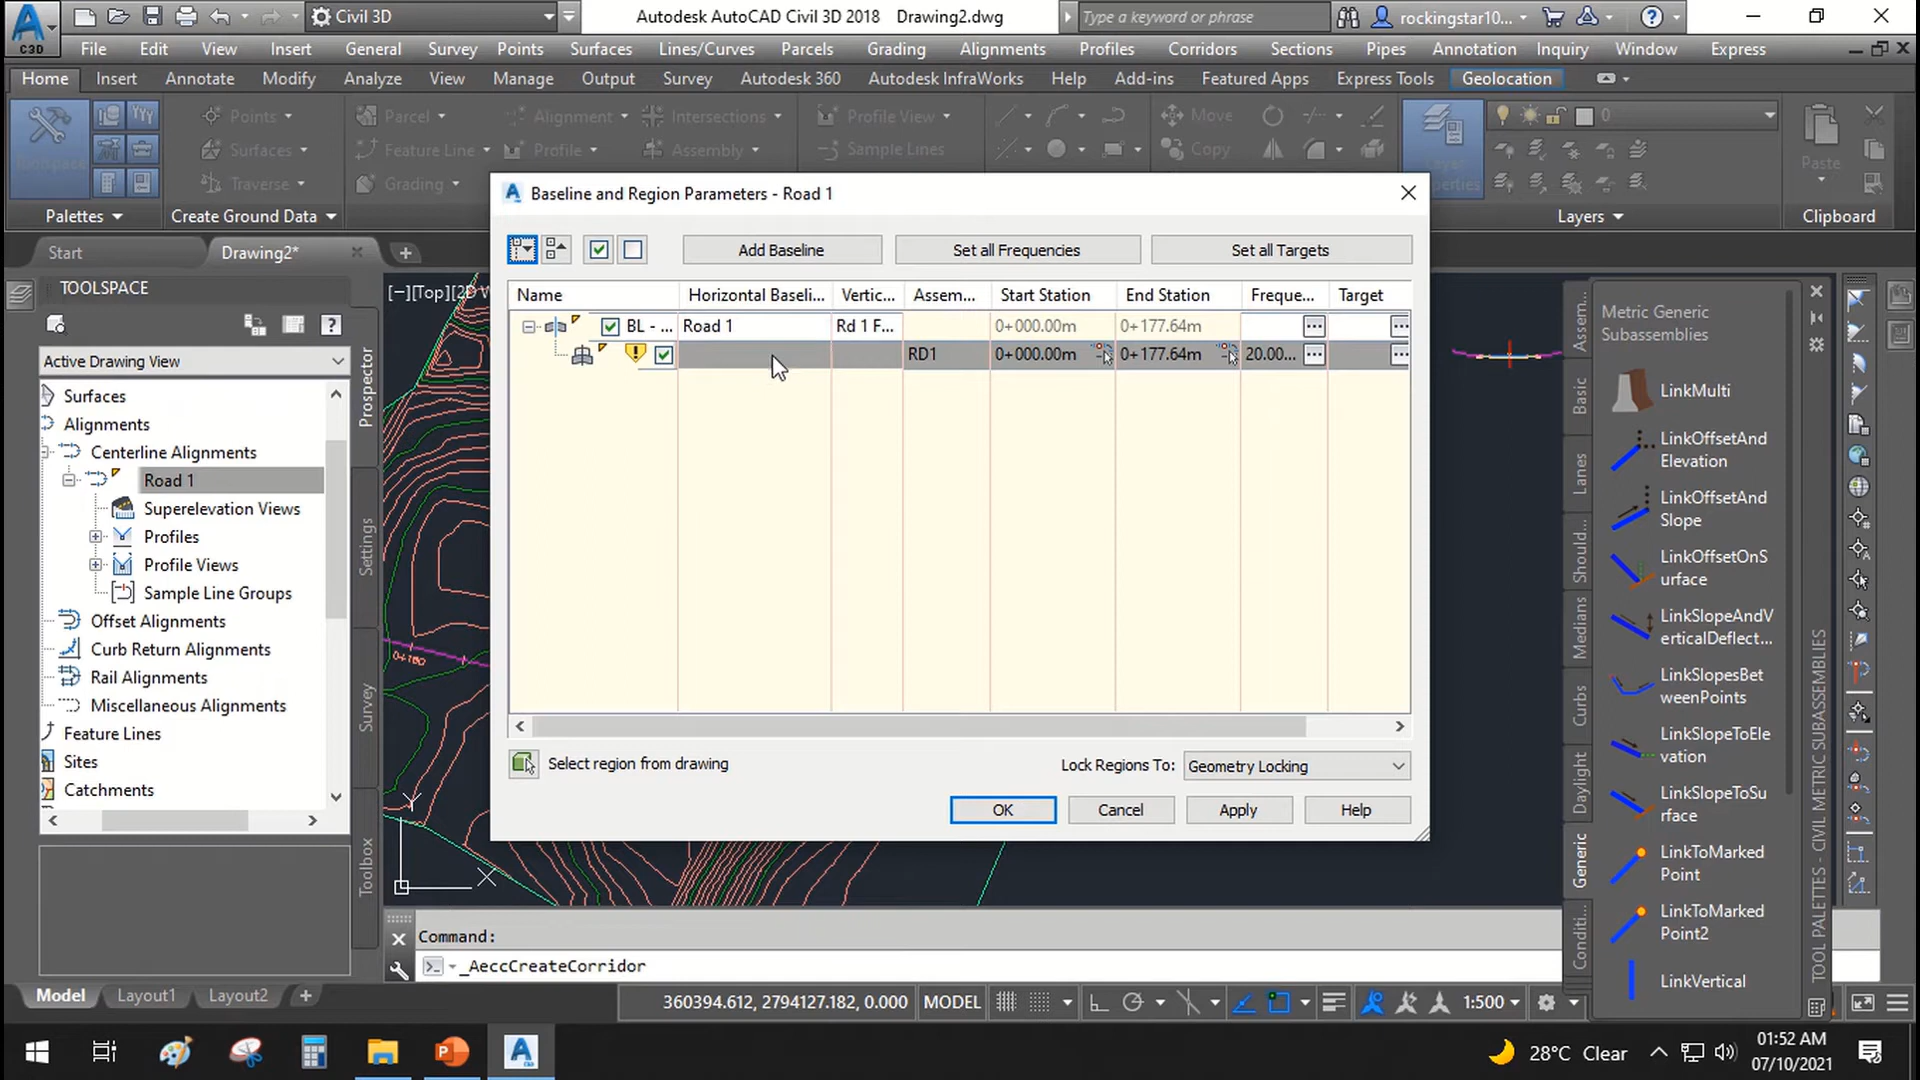 Civil 3D
Autodesk AutoCAD Civil 3D 2018 Drawing2.dwg
Type a keyword or phrase
rockingstar10...
C3D
File Edit View Insert General Survey Points Surfaces Lines/Curves Parcels Grading Alignments Profiles Corridors Sections Pipes Annotation Inquiry Window Express
Home Insert Annotate Modify Analyze View Manage Output Survey Autodesk 360 Autodesk InfraWorks Help Add-ins Featured Apps Express Tools Geolocation
Points Parcel Alignment Intersections Profile View Move 0
Surfaces Feature Line Profile Assembly Sample Lines Copy Paste
Traverse Grading
Palettes Create Ground Data Layers Clipboard
Baseline and Region Parameters - Road 1
Start Drawing2*
Add Baseline Set all Frequencies Set all Targets
TOOLSPACE
[−][Top][2D W
Active Drawing View
Name Horizontal Baseli... Vertic... Assem... Start Station End Station Freque... Target
BL - ... Road 1 Rd 1 F... 0+000.00m 0+177.64m
RD1 0+000.00m 0+177.64m 20.00...
Surfaces
Alignments
Centerline Alignments
Road 1
Superelevation Views
Profiles
Profile Views
Sample Line Groups
Offset Alignments
Curb Return Alignments
Rail Alignments
Miscellaneous Alignments
Feature Lines
Sites
Catchments
Prospector
Settings
Survey
Toolbox
0+180
Y
X
Select region from drawing
Lock Regions To: Geometry Locking
OK Cancel Apply Help
Assem...
Basic
Lanes
Should...
Medians
Curbs
Daylight
Generic
Conditi...
Metric Generic
Subassemblies
LinkMulti
LinkOffsetAnd
Elevation
LinkOffsetAnd
Slope
LinkOffsetOnS
urface
LinkSlopeAndV
erticalDeflect...
LinkSlopesBet
weenPoints
LinkSlopeToEle
vation
LinkSlopeToSu
rface
LinkToMarked
Point
LinkToMarked
Point2
LinkVertical
TOOL PALETTES - CIVIL METRIC SUBASSEMBLIES
Command:
_AeccCreateCorridor
Model Layout1 Layout2
360394.612, 2794127.182, 0.000 MODEL 1:500
28°C Clear
01:52 AM
07/10/2021